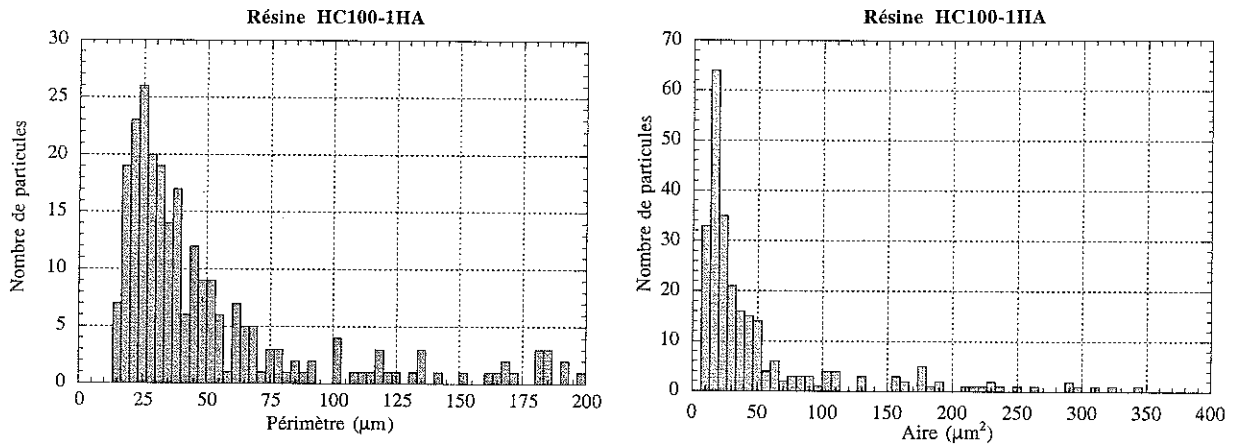 Résine HC100-1HA
30
25
20
15
10
5
0
Nombre de particules
0 25 50 75 100 125 150 175 200
Périmètre (μm)
Résine HC100-1HA
70
60
50
40
30
20
10
0
Nombre de particules
0 50 100 150 200 250 300 350 400
Aire (μm²)